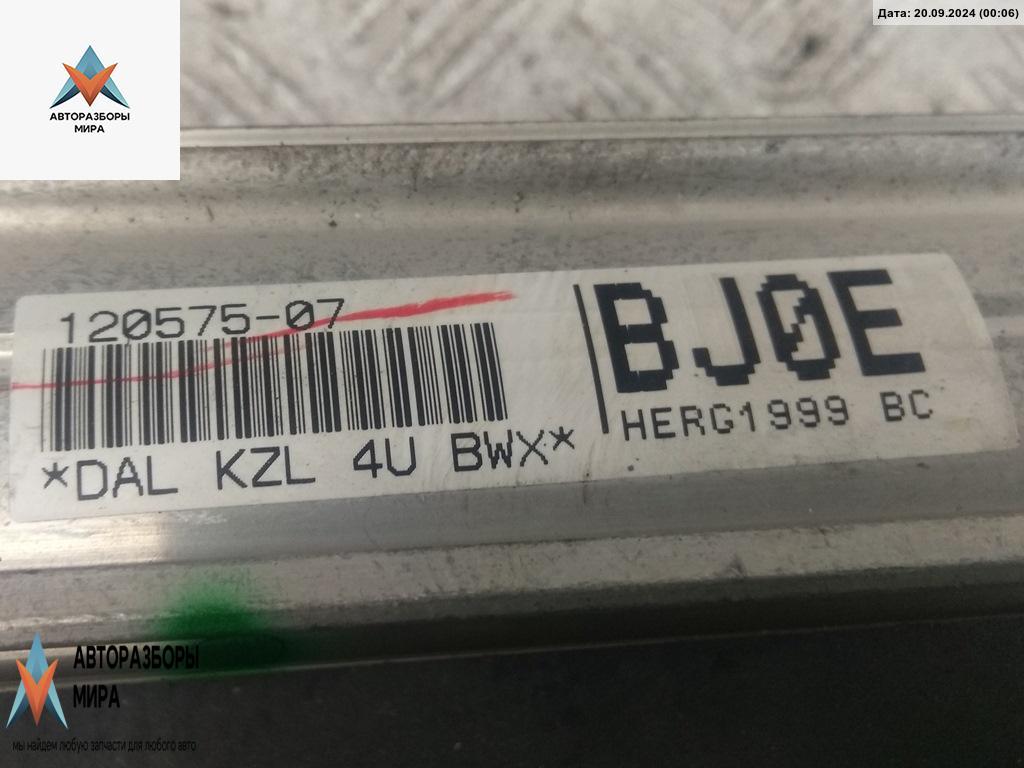 Дата: 20.09.2024 (00:06)
АВТОРАЗБОРЫ
МИРА
120575-07
*DAL KZL 4U BWX*
BJ0E
HERG1999 BC
АВТОРАЗБОРЫ
МИРА
мы найдем любую запчасти для любого авто